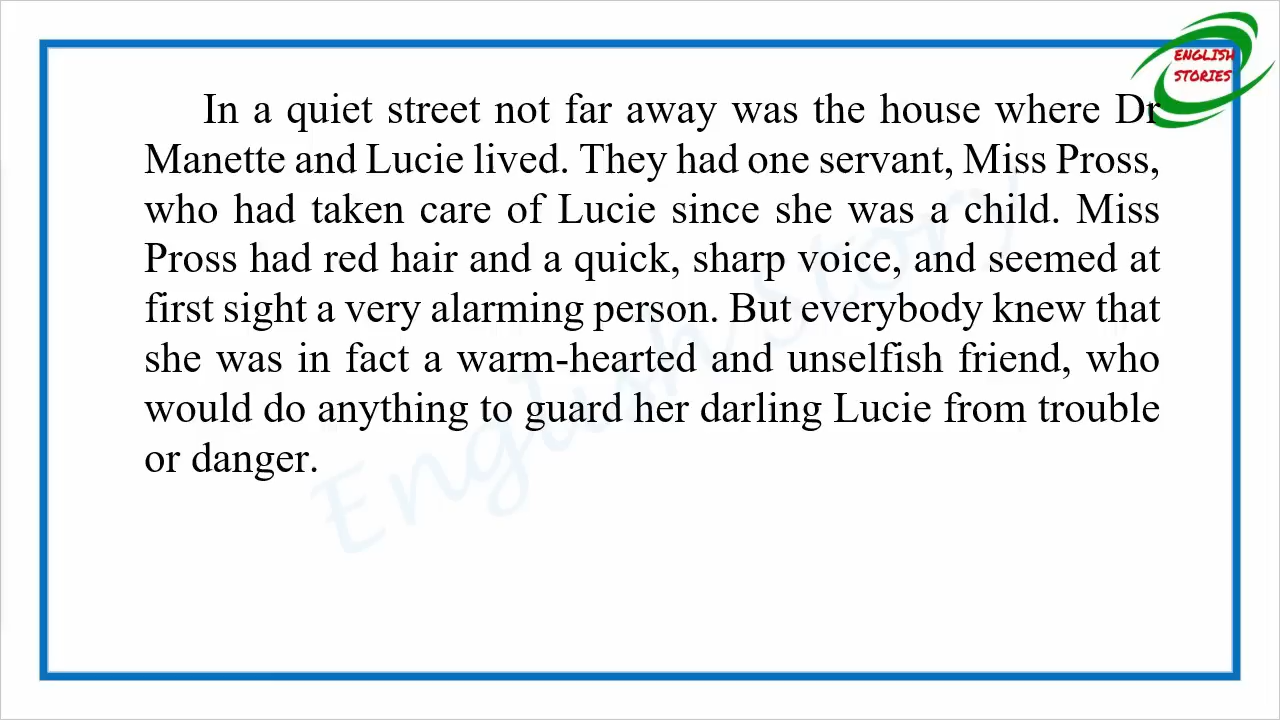 ENGLISH
STORIES
In a quiet street not far away was the house where Dr
Manette and Lucie lived. They had one servant, Miss Pross,
who had taken care of Lucie since she was a child. Miss
Pross had red hair and a quick, sharp voice, and seemed at
first sight a very alarming person. But everybody knew that
she was in fact a warm-hearted and unselfish friend, who
would do anything to guard her darling Lucie from trouble
or danger.
English Story